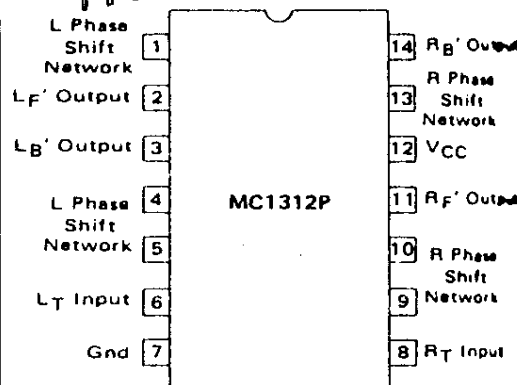 L Phase
Shift
Network
1
LF' Output 2
LB' Output 3
L Phase
Shift
Network
4
5
LT Input 6
Gnd 7
MC1312P
14 RB' Output
13 R Phase
Shift
Network
12 VCC
11 RF' Output
10 R Phase
Shift
Network
9
8 RT Input